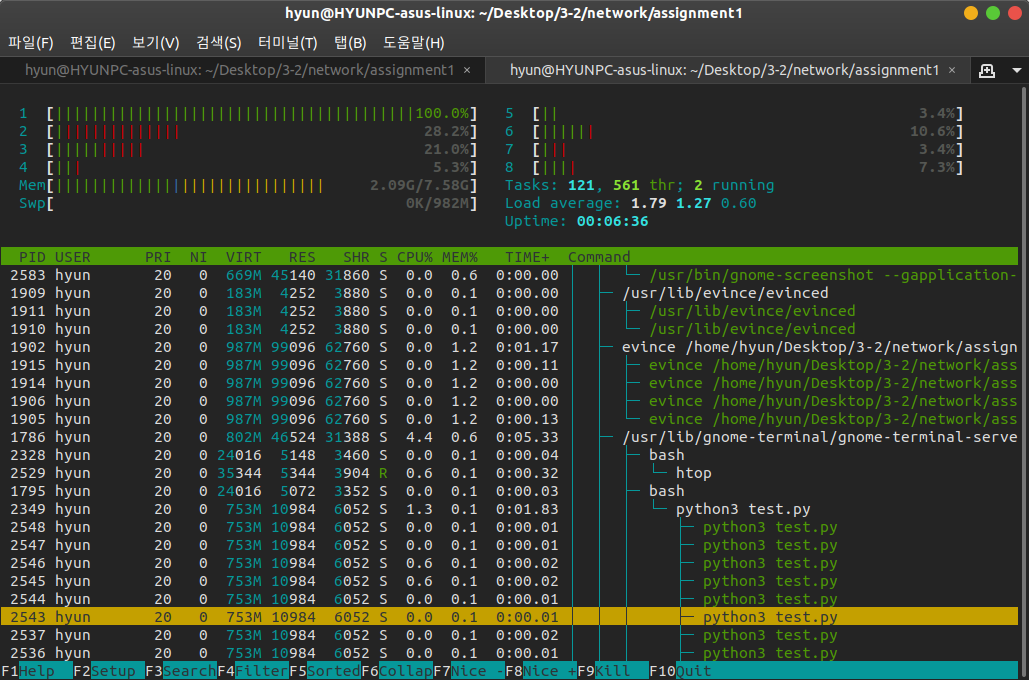 hyun@HYUNPC-asus-linux: ~/Desktop/3-2/network/assignment1
파일(F) 편집(E) 보기(V) 검색(S) 터미널(T) 탭(B) 도움말(H)
hyun@HYUNPC-asus-linux: ~/Desktop/3-2/network/assignment1 × hyun@HYUNPC-asus-linux: ~/Desktop/3-2/network/assignment1 ×
1 [||||||||||||||||||||||||||||||||||||||||100.0%] 5 [|| 3.4%]
2 [|||||||||||||| 28.2%] 6 [|||||| 10.6%]
3 [|||||||||| 21.0%] 7 [||| 3.4%]
4 [||| 5.3%] 8 [|||| 7.3%]
Mem[|||||||||||||||||||||||||||||| 2.09G/7.58G] Tasks: 121, 561 thr; 2 running
Swp[ 0K/982M] Load average: 1.79 1.27 0.60
Uptime: 00:06:36
PID USER PRI NI VIRT RES SHR S CPU% MEM% TIME+ Command
2583 hyun 20 0 669M 45140 31860 S 0.0 0.6 0:00.00 │ │ └─ /usr/bin/gnome-screenshot --gapplication-
1909 hyun 20 0 183M 4252 3880 S 0.0 0.1 0:00.00 │ ├─ /usr/lib/evince/evinced
1911 hyun 20 0 183M 4252 3880 S 0.0 0.1 0:00.00 │ │ ├─ /usr/lib/evince/evinced
1910 hyun 20 0 183M 4252 3880 S 0.0 0.1 0:00.00 │ │ └─ /usr/lib/evince/evinced
1902 hyun 20 0 987M 99096 62760 S 0.0 1.2 0:01.17 │ ├─ evince /home/hyun/Desktop/3-2/network/assign
1915 hyun 20 0 987M 99096 62760 S 0.0 1.2 0:00.11 │ │ ├─ evince /home/hyun/Desktop/3-2/network/ass
1914 hyun 20 0 987M 99096 62760 S 0.0 1.2 0:00.00 │ │ ├─ evince /home/hyun/Desktop/3-2/network/ass
1906 hyun 20 0 987M 99096 62760 S 0.0 1.2 0:00.00 │ │ ├─ evince /home/hyun/Desktop/3-2/network/ass
1905 hyun 20 0 987M 99096 62760 S 0.0 1.2 0:00.13 │ │ └─ evince /home/hyun/Desktop/3-2/network/ass
1786 hyun 20 0 802M 46524 31388 S 4.4 0.6 0:05.33 │ ├─ /usr/lib/gnome-terminal/gnome-terminal-serve
2328 hyun 20 0 24016 5148 3460 S 0.0 0.1 0:00.04 │ │ ├─ bash
2529 hyun 20 0 35344 5344 3904 R 0.6 0.1 0:00.32 │ │ │ └─ htop
1795 hyun 20 0 24016 5072 3352 S 0.0 0.1 0:00.05 │ │ ├─ bash
2349 hyun 20 0 753M 10984 6052 S 1.3 0.1 0:01.83 │ │ │ └─ python3 test.py
2548 hyun 20 0 753M 10984 6052 S 0.0 0.1 0:00.01 │ │ │ ├─ python3 test.py
2547 hyun 20 0 753M 10984 6052 S 0.0 0.1 0:00.01 │ │ │ ├─ python3 test.py
2546 hyun 20 0 753M 10984 6052 S 0.6 0.1 0:00.02 │ │ │ ├─ python3 test.py
2545 hyun 20 0 753M 10984 6052 S 0.6 0.1 0:00.02 │ │ │ ├─ python3 test.py
2544 hyun 20 0 753M 10984 6052 S 0.0 0.1 0:00.01 │ │ │ ├─ python3 test.py
2543 hyun 20 0 753M 10984 6052 S 0.0 0.1 0:00.01 │ │ │ ├─ python3 test.py
2537 hyun 20 0 753M 10984 6052 S 0.0 0.1 0:00.02 │ │ │ ├─ python3 test.py
2536 hyun 20 0 753M 10984 6052 S 0.0 0.1 0:00.01 │ │ │ ├─ python3 test.py
F1Help F2Setup F3SearchF4FilterF5SortedF6CollapF7Nice -F8Nice +F9Kill F10Quit